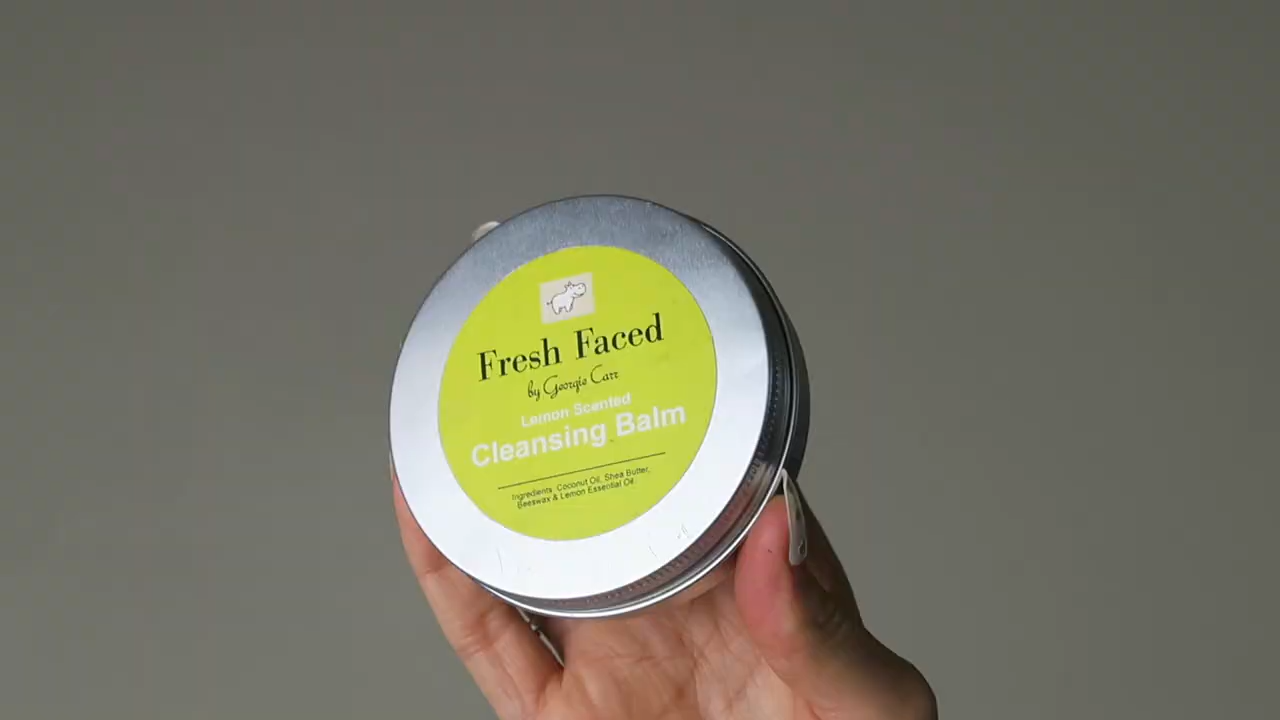 Fresh Faced
by Georgie Carr
Lemon Scented
Cleansing Balm
Ingredients: Coconut Oil, Shea Butter,
Beeswax & Lemon Essential Oil